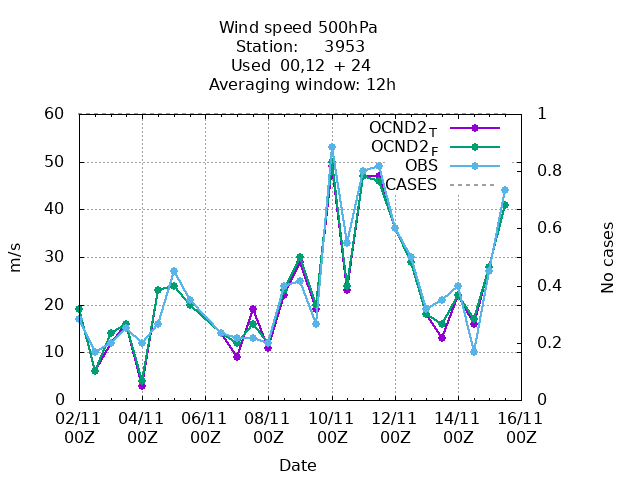 Wind speed 500hPa
Station: 3953
Used 00,12 + 24
Averaging window: 12h
60 1
OCND2 T
50 OCND2 F
OBS 0.8
CASES
40
0.6
m/s 30 No cases
0.4
20
10 0.2
0 0
02/11 04/11 06/11 08/11 10/11 12/11 14/11 16/11
00Z 00Z 00Z 00Z 00Z 00Z 00Z 00Z
Date